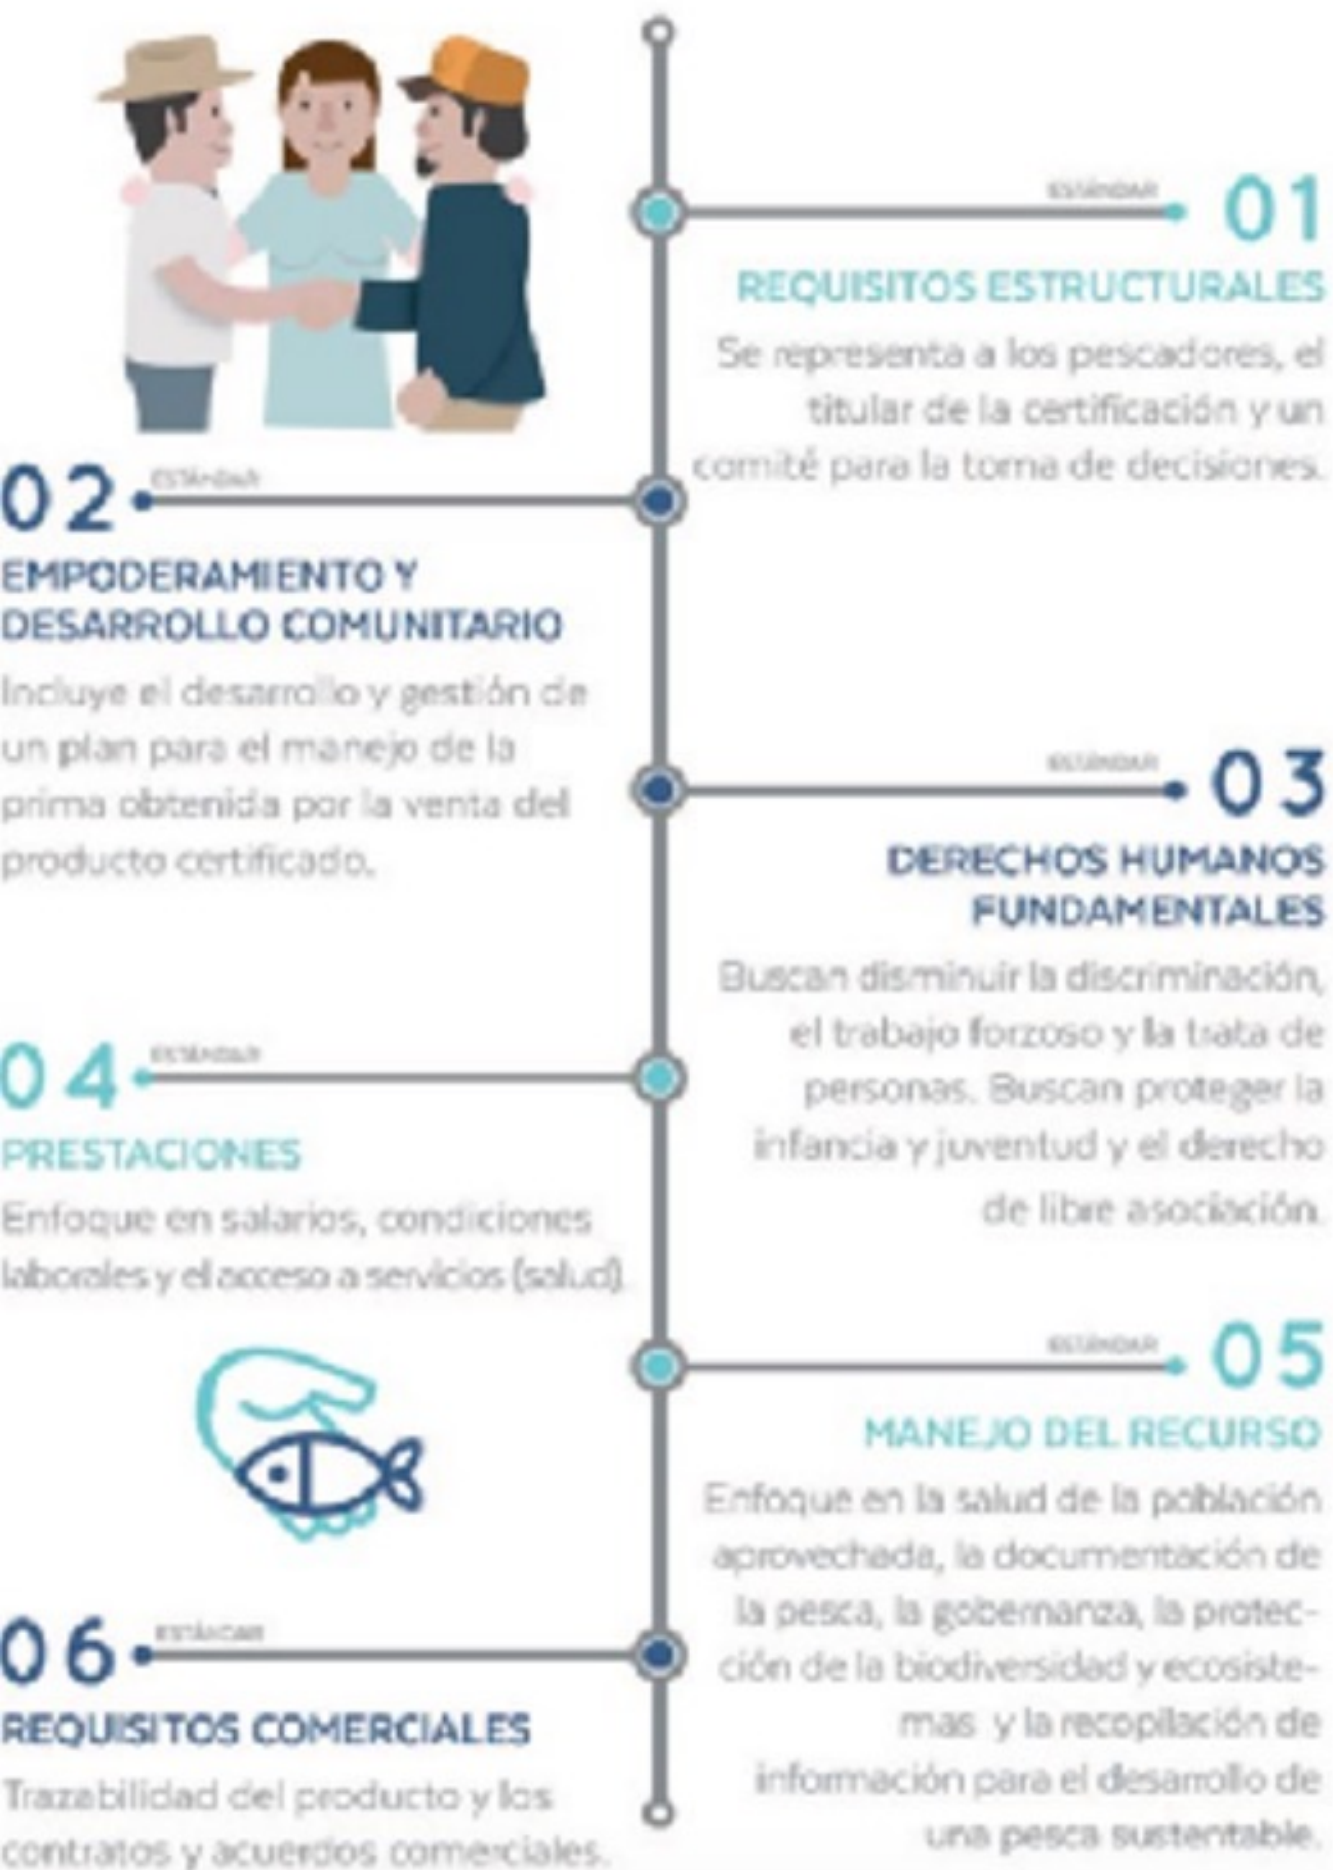 ESTÁNDAR 01
REQUISITOS ESTRUCTURALES
Se representa a los pescadores, el
titular de la certificación y un
comité para la toma de decisiones.
02 ESTÁNDAR
EMPODERAMIENTO Y
DESARROLLO COMUNITARIO
Incluye el desarrollo y gestión de
un plan para el manejo de la
prima obtenida por la venta del
producto certificado.
ESTÁNDAR 03
DERECHOS HUMANOS
FUNDAMENTALES
Buscan disminuir la discriminación,
el trabajo forzoso y la trata de
personas. Buscan proteger la
infancia y juventud y el derecho
de libre asociación.
04 ESTÁNDAR
PRESTACIONES
Enfoque en salarios, condiciones
laborales y el acceso a servicios (salud).
ESTÁNDAR 05
MANEJO DEL RECURSO
Enfoque en la salud de la población
aprovechada, la documentación de
la pesca, la gobernanza, la protec-
ción de la biodiversidad y ecosiste-
mas y la recopilación de
información para el desarrollo de
una pesca sustentable.
06 ESTÁNDAR
REQUISITOS COMERCIALES
Trazabilidad del producto y los
contratos y acuerdos comerciales.